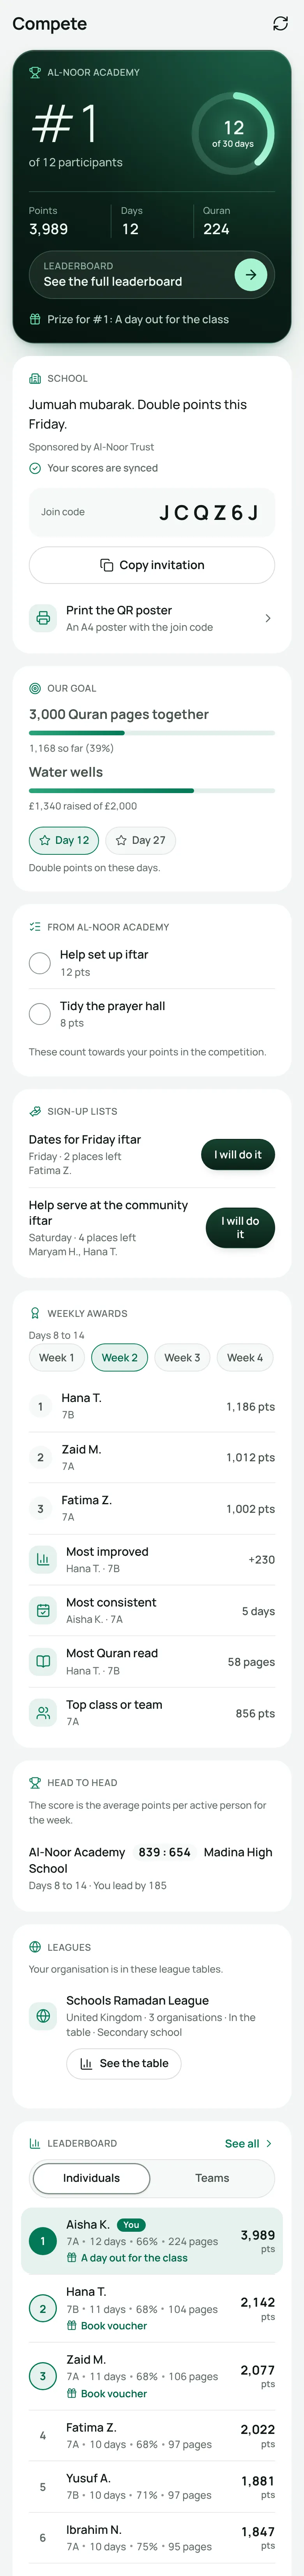 Compete
AL-NOOR ACADEMY
#1
of 12 participants
12
of 30 days
Points
3,989
Days
12
Quran
224
LEADERBOARD
See the full leaderboard
Prize for #1: A day out for the class
SCHOOL
Jumuah mubarak. Double points this
Friday.
Sponsored by Al-Noor Trust
Your scores are synced
Join code
JCQZ6J
Copy invitation
Print the QR poster
An A4 poster with the join code
OUR GOAL
3,000 Quran pages together
1,168 so far (39%)
Water wells
£1,340 raised of £2,000
Day 12
Day 27
Double points on these days.
FROM AL-NOOR ACADEMY
Help set up iftar
12 pts
Tidy the prayer hall
8 pts
These count towards your points in the competition.
SIGN-UP LISTS
Dates for Friday iftar
Friday · 2 places left
Fatima Z.
I will do it
Help serve at the community
iftar
Saturday · 4 places left
Maryam H., Hana T.
I will do
it
WEEKLY AWARDS
Days 8 to 14
Week 1
Week 2
Week 3
Week 4
1
Hana T.
7B
1,186 pts
2
Zaid M.
7A
1,012 pts
3
Fatima Z.
7A
1,002 pts
Most improved
Hana T. · 7B
+230
Most consistent
Aisha K. · 7A
5 days
Most Quran read
Hana T. · 7B
58 pages
Top class or team
7A
856 pts
HEAD TO HEAD
The score is the average points per active person for
the week.
Al-Noor Academy 839 : 654 Madina High
School
Days 8 to 14 · You lead by 185
LEAGUES
Your organisation is in these league tables.
Schools Ramadan League
United Kingdom · 3 organisations · In the
table · Secondary school
See the table
LEADERBOARD
See all
Individuals
Teams
1
Aisha K. You
7A • 12 days • 66% • 224 pages
A day out for the class
3,989
pts
2
Hana T.
7B • 11 days • 68% • 104 pages
Book voucher
2,142
pts
3
Zaid M.
7A • 11 days • 68% • 106 pages
Book voucher
2,077
pts
4
Fatima Z.
7A • 10 days • 68% • 97 pages
2,022
pts
5
Yusuf A.
7B • 10 days • 71% • 97 pages
1,881
pts
6
Ibrahim N.
7A • 10 days • 75% • 95 pages
1,847
pts